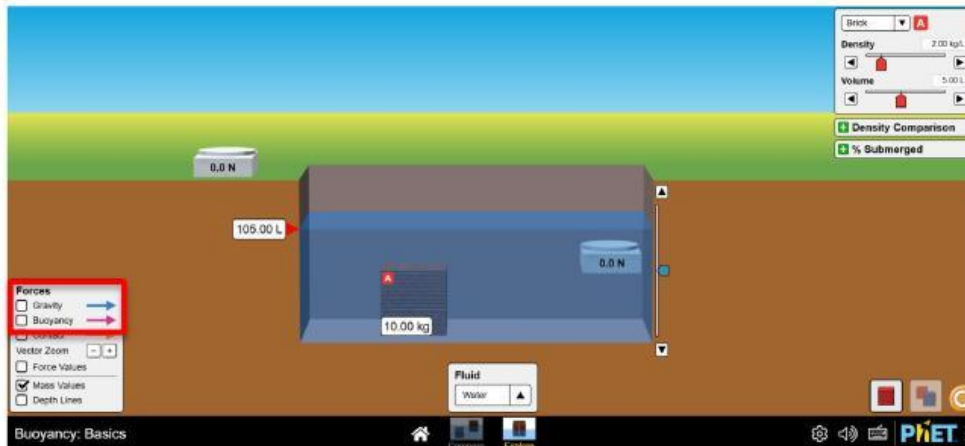 Brick
A
Density
2.00 kg/L
Volume
5.00 L
Density Comparison
% Submerged
0.0 N
105.00 L
0.0 N
A
10.00 kg
Forces
Gravity
Buoyancy
Vector Zoom
Force Values
Mass Values
Depth Lines
Fluid
Water
Buoyancy: Basics
Explore
PhET